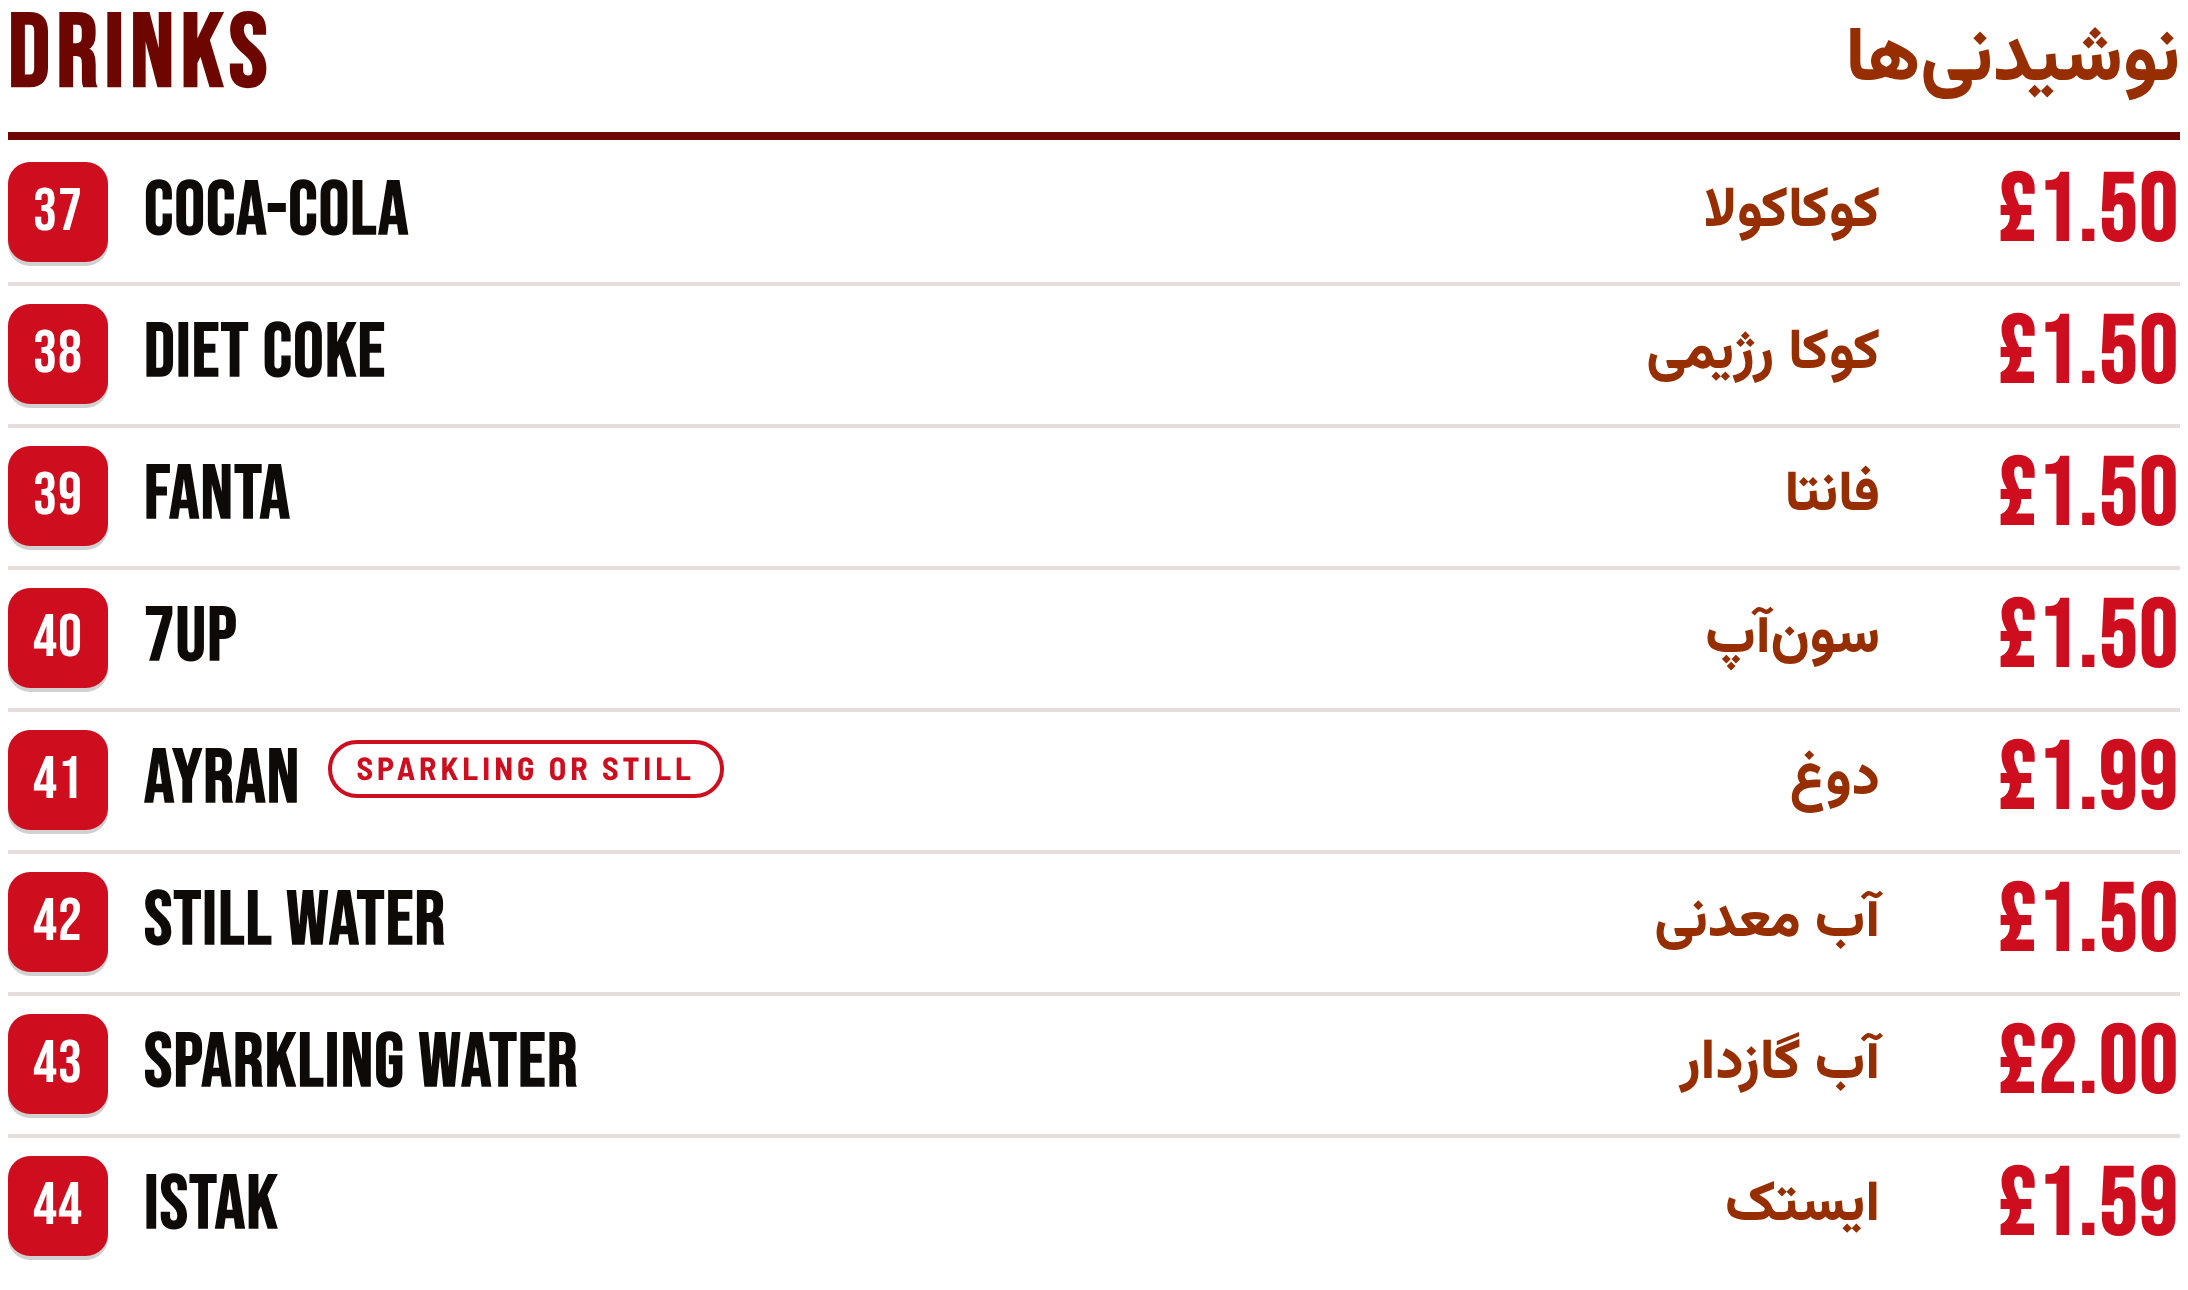 DRINKS نوشیدنی‌ها
37 COCA-COLA کوکاکولا £1.50
38 DIET COKE کوکا رژیمی £1.50
39 FANTA فانتا £1.50
40 7UP سون‌آپ £1.50
41 AYRAN SPARKLING OR STILL دوغ £1.99
42 STILL WATER آب معدنی £1.50
43 SPARKLING WATER آب گازدار £2.00
44 ISTAK ایستک £1.59